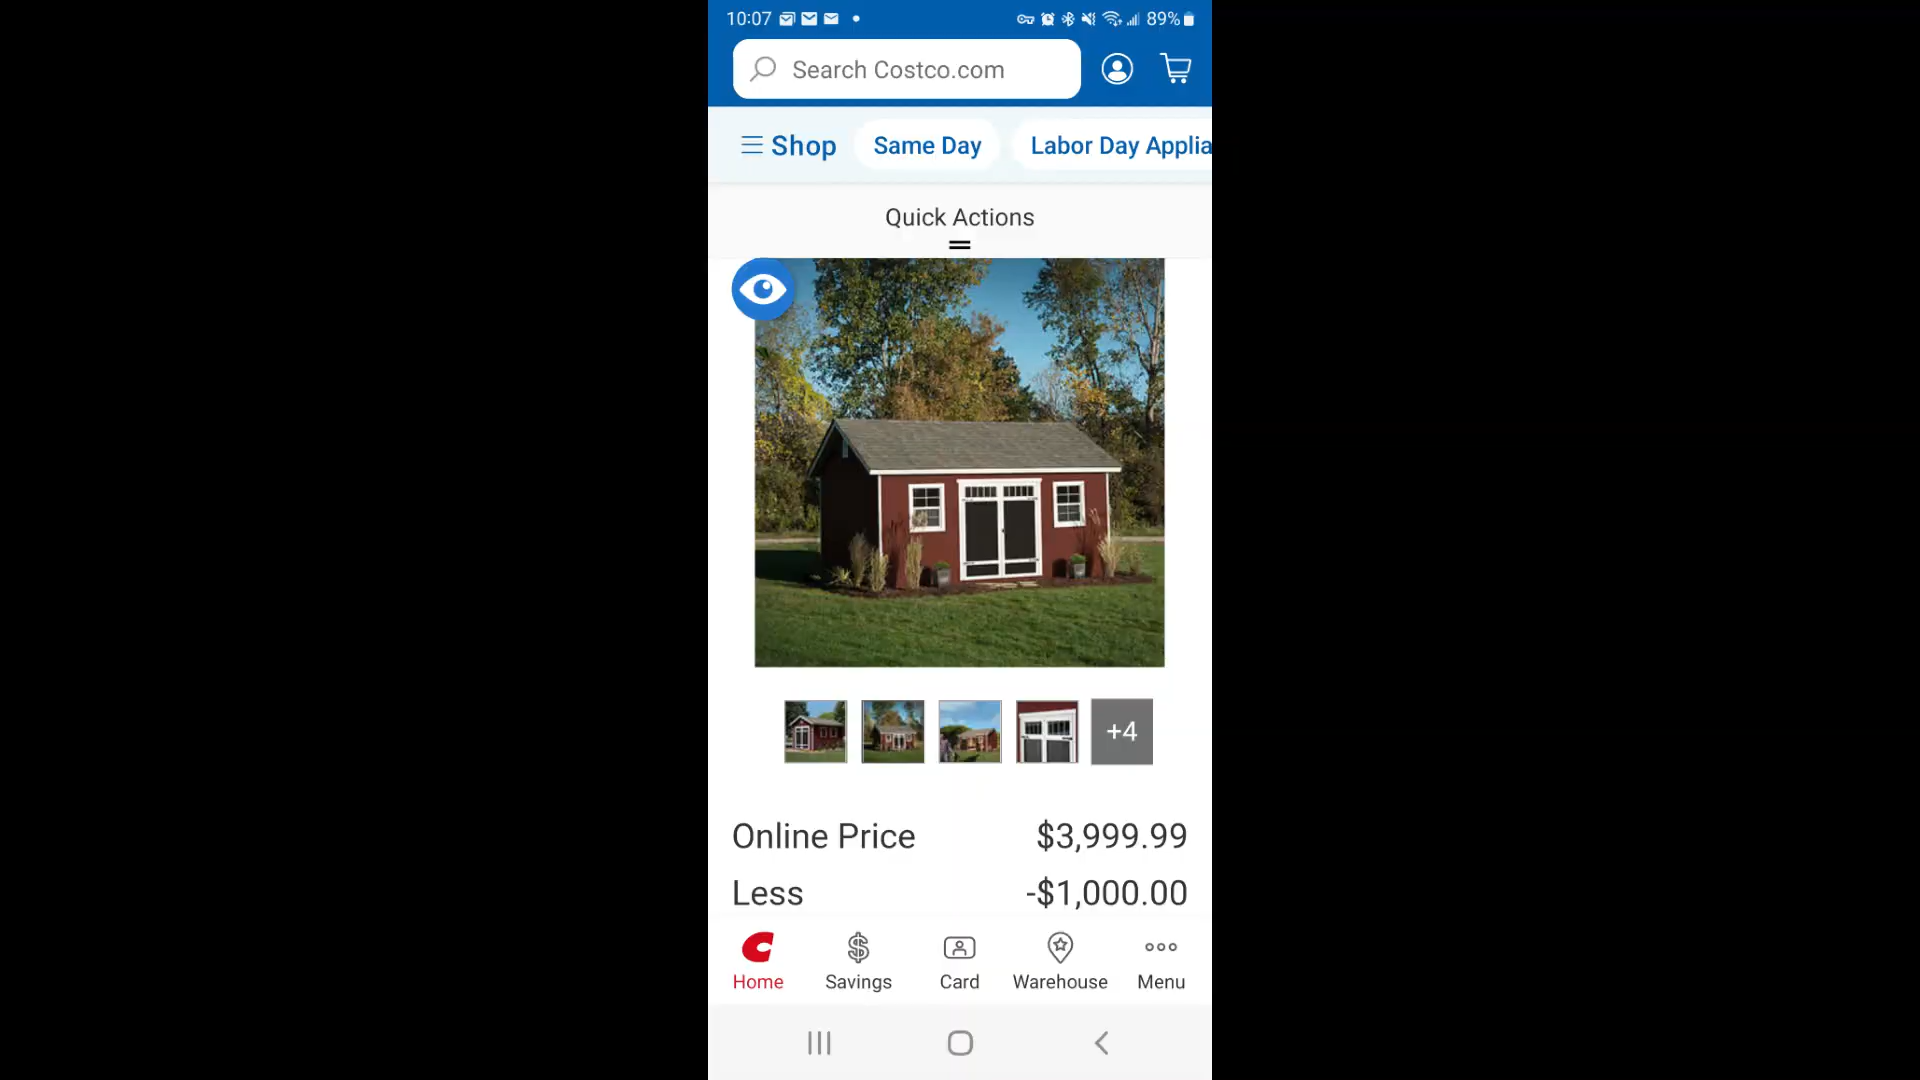 10:07 89%
Search Costco.com
Shop Same Day Labor Day Applia
Quick Actions
+4
Online Price $3,999.99
Less -$1,000.00
Home Savings Card Warehouse Menu